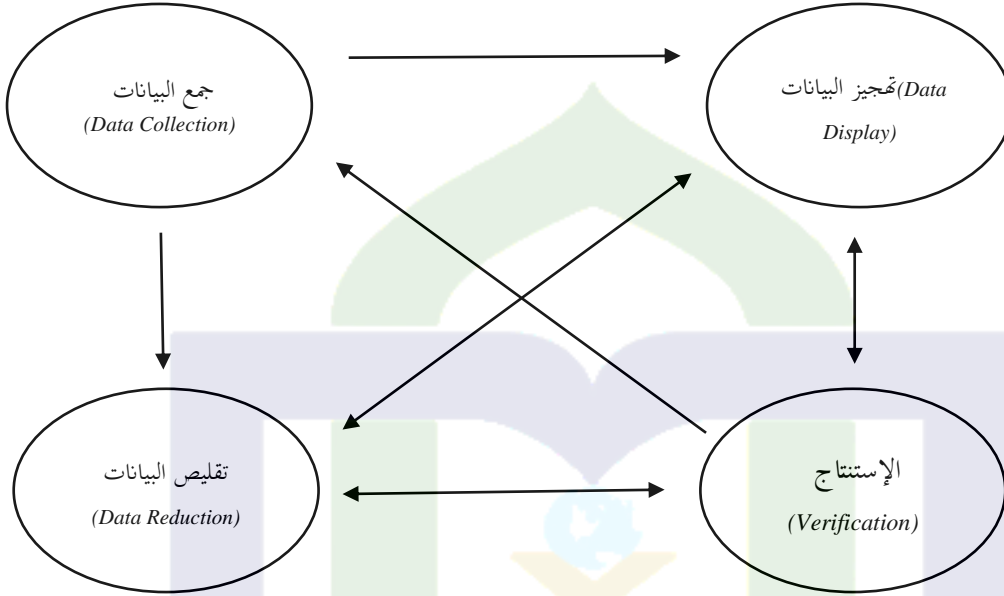 جمع البيانات
(Data Collection)
تهجيز البيانات(Data
Display)
تقليص البيانات
(Data Reduction)
الإستنتاج
(Verification)